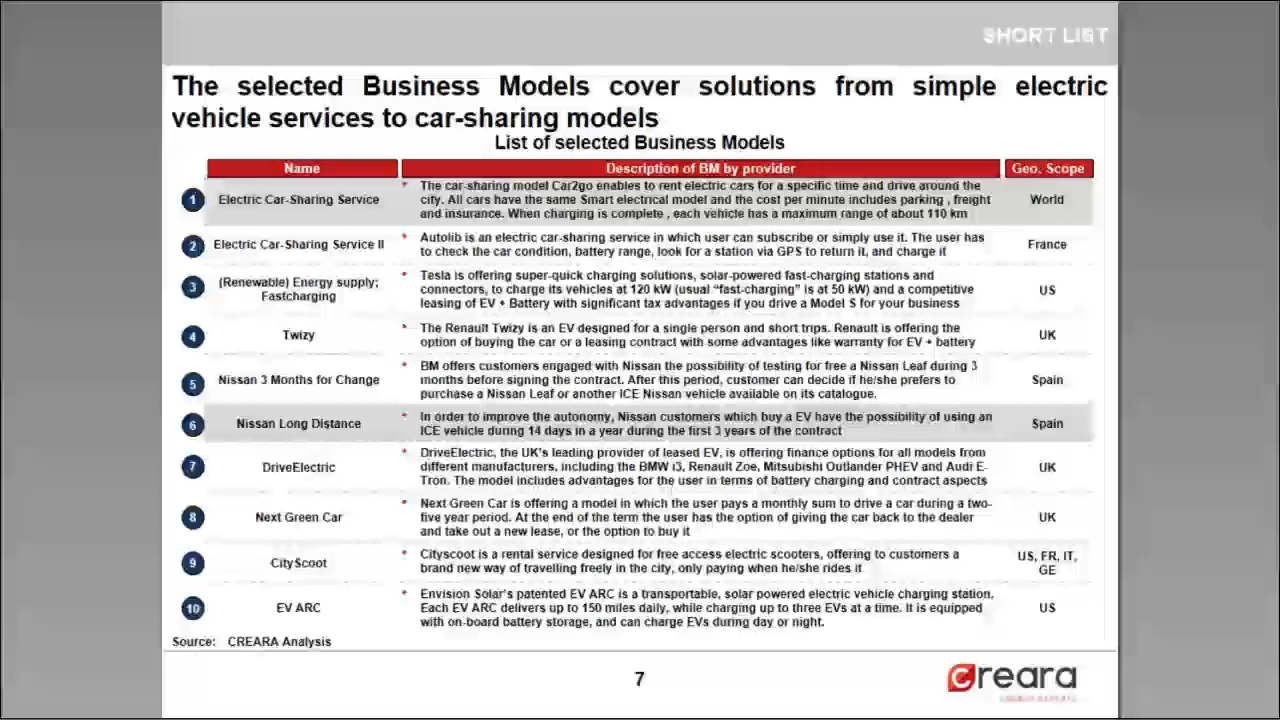 SHORT LIST
The selected Business Models cover solutions from simple electric
vehicle services to car-sharing models
List of selected Business Models
Name
Description of BM by provider
Geo. Scope
1
Electric Car-Sharing Service
* The car-sharing model Car2go enables to rent electric cars for a specific time and drive around the
city. All cars have the same Smart electrical model and the cost per minute includes parking , freight
and insurance. When charging is complete , each vehicle has a maximum range of about 110 km
World
2
Electric Car-Sharing Service II
* Autolib is an electric car-sharing service in which user can subscribe or simply use it. The user has
to check the car condition, battery range, look for a station via GPS to return it, and charge it
France
3
(Renewable) Energy supply;
Fastcharging
* Tesla is offering super-quick charging solutions, solar-powered fast-charging stations and
connectors, to charge its vehicles at 120 kW (usual “fast-charging” is at 50 kW) and a competitive
leasing of EV + Battery with significant tax advantages if you drive a Model S for your business
US
4
Twizy
* The Renault Twizy is an EV designed for a single person and short trips. Renault is offering the
option of buying the car or a leasing contract with some advantages like warranty for EV + battery
UK
5
Nissan 3 Months for Change
* BM offers customers engaged with Nissan the possibility of testing for free a Nissan Leaf during 3
months before signing the contract. After this period, customer can decide if he/she prefers to
purchase a Nissan Leaf or another ICE Nissan vehicle available on its catalogue.
Spain
6
Nissan Long Distance
* In order to improve the autonomy, Nissan customers which buy a EV have the possibility of using an
ICE vehicle during 14 days in a year during the first 3 years of the contract
Spain
7
DriveElectric
* DriveElectric, the UK's leading provider of leased EV, is offering finance options for all models from
different manufacturers, including the BMW i3, Renault Zoe, Mitsubishi Outlander PHEV and Audi E-
Tron. The model includes advantages for the user in terms of battery charging and contract aspects
UK
8
Next Green Car
* Next Green Car is offering a model in which the user pays a monthly sum to drive a car during a two-
five year period. At the end of the term the user has the option of giving the car back to the dealer
and take out a new lease, or the option to buy it
UK
9
CityScoot
* Cityscoot is a rental service designed for free access electric scooters, offering to customers a
brand new way of travelling freely in the city, only paying when he/she rides it
US, FR, IT,
GE
10
EV ARC
* Envision Solar's patented EV ARC is a transportable, solar powered electric vehicle charging station.
Each EV ARC delivers up to 150 miles daily, while charging up to three EVs at a time. It is equipped
with on-board battery storage, and can charge EVs during day or night.
US
Source: CREARA Analysis
7
creara